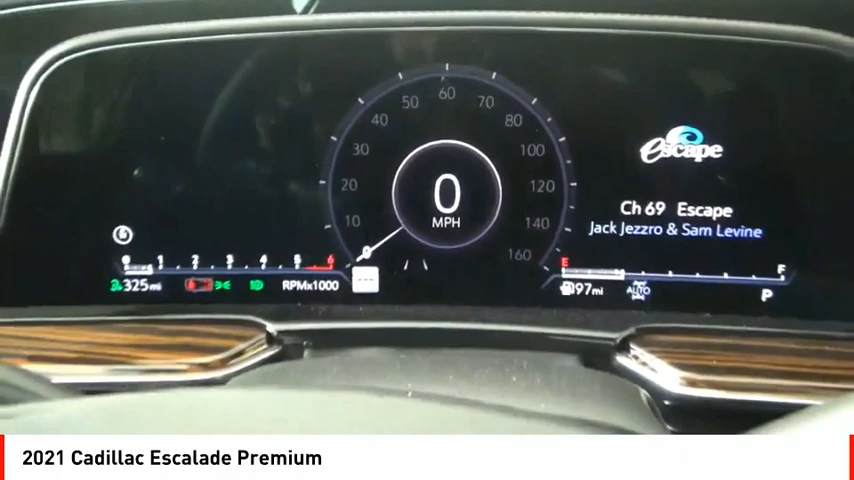 escape
Ch 69 Escape
Jack Jezzro & Sam Levine
0
MPH
0 10 20 30 40 50 60 70 80 100 120 140 160
0 1 2 3 4 5 6
325mi
RPMx1000
E F
97mi
AUTO
P
2021 Cadillac Escalade Premium